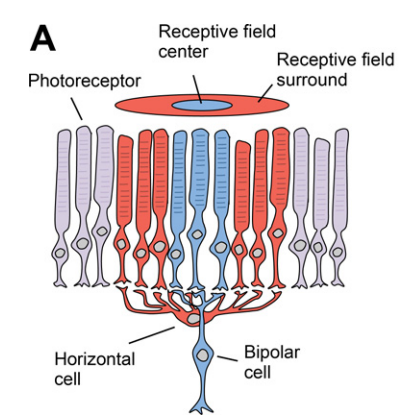 A
Receptive field
center
Receptive field
surround
Photoreceptor
Horizontal
cell
Bipolar
cell